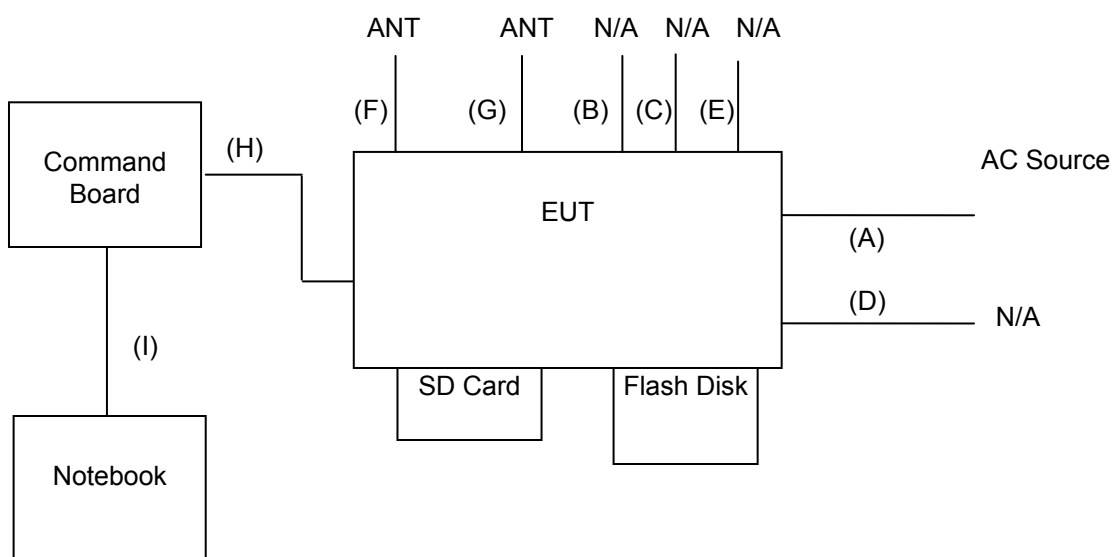 ANT ANT N/A N/A N/A
(F) (G) (B) (C) (E)
Command
Board
(H)
AC Source
EUT
(A)
(D)
N/A
(I)
SD Card Flash Disk
Notebook